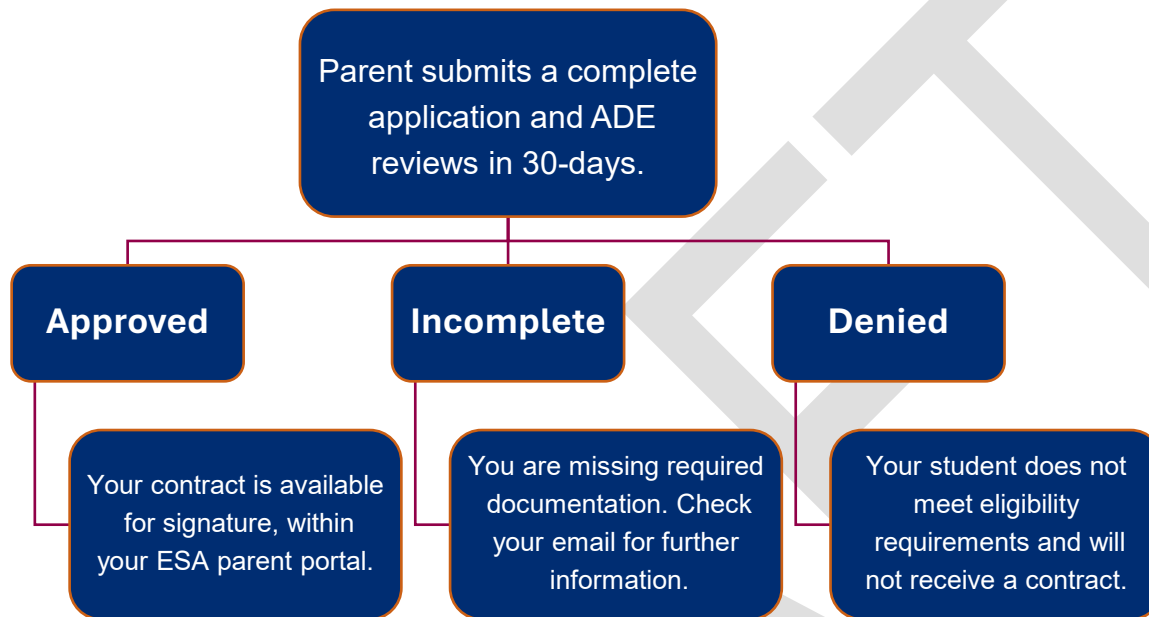 Parent submits a complete
application and ADE
reviews in 30-days.
Approved
Incomplete
Denied
Your contract is available
for signature, within
your ESA parent portal.
You are missing required
documentation. Check
your email for further
information.
Your student does not
meet eligibility
requirements and will
not receive a contract.